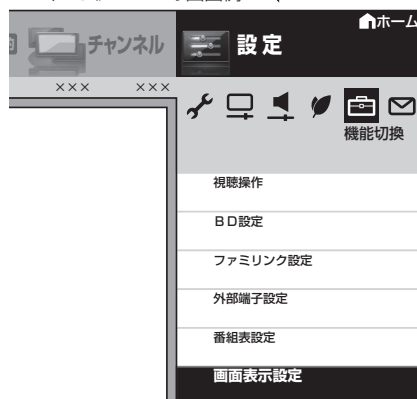 ホーム
チャンネル
設定
××× ×××
機能切換
視聴操作
ＢＤ設定
ファミリンク設定
外部端子設定
番組表設定
画面表示設定